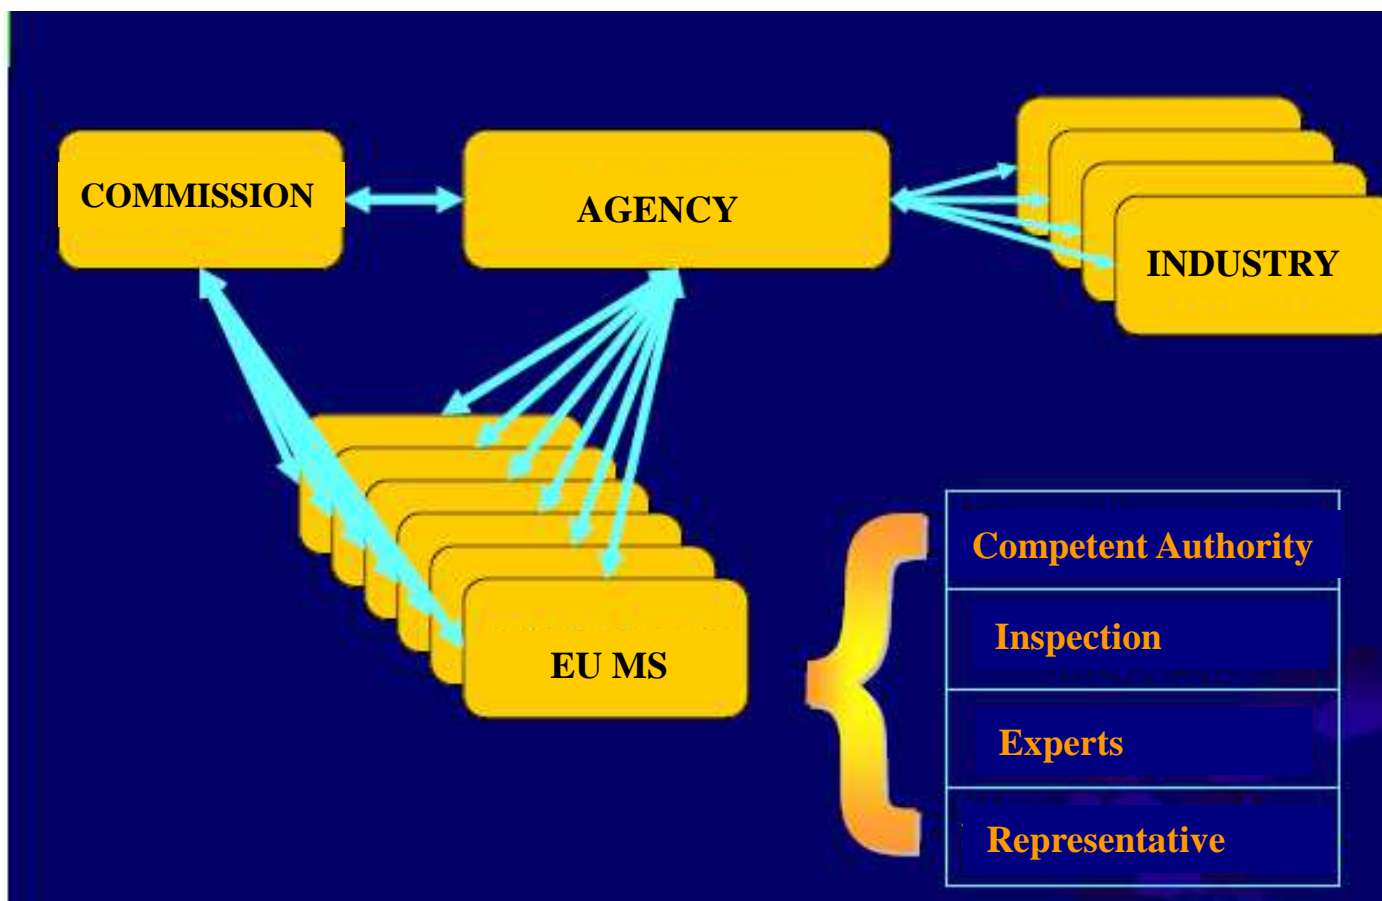 COMMISSION
AGENCY
INDUSTRY
EU MS
Competent Authority
Inspection
Experts
Representative